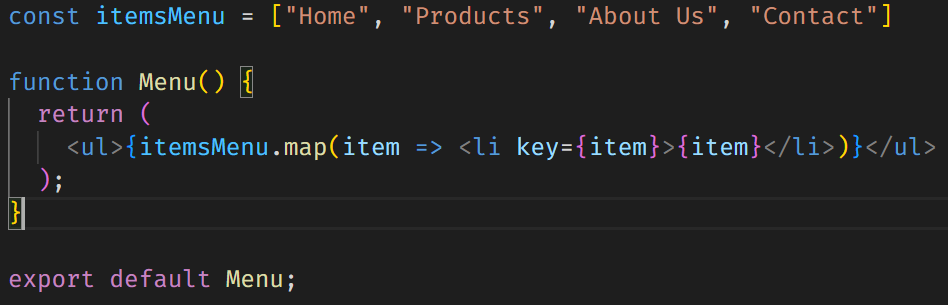 const itemsMenu = ["Home", "Products", "About Us", "Contact"]
function Menu() {
return (
<ul>{itemsMenu.map(item => <li key={item}>{item}</li>)}</ul>
);
}
export default Menu;